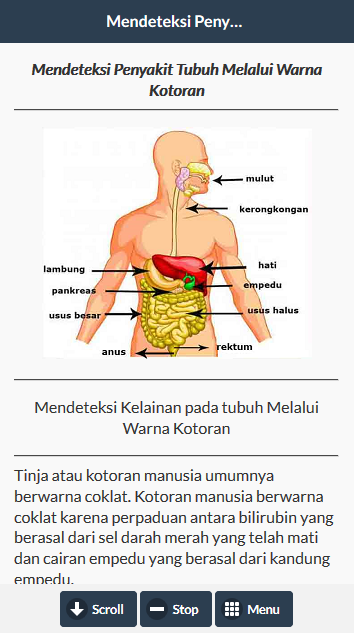 Mendeteksi Peny...
Mendeteksi Penyakit Tubuh Melalui Warna
Kotoran
mulut
kerongkongan
lambung
hati
pankreas
empedu
usus besar
usus halus
anus
rektum
Mendeteksi Kelainan pada tubuh Melalui
Warna Kotoran
Tinja atau kotoran manusia umumnya
berwarna coklat. Kotoran manusia berwarna
coklat karena perpaduan antara bilirubin yang
berasal dari sel darah merah yang telah mati
dan cairan empedu yang berasal dari kandung
empedu.
Scroll
Stop
Menu